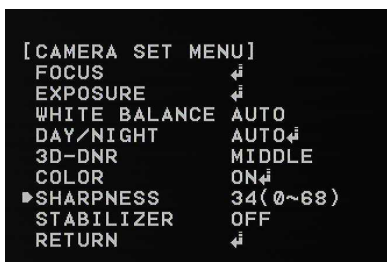 [CAMERA SET MENU]
FOCUS ↲
EXPOSURE ↲
WHITE BALANCE AUTO
DAY/NIGHT AUTO↲
3D-DNR MIDDLE
COLOR ON↲
▶SHARPNESS 34(0~68)
STABILIZER OFF
RETURN ↲